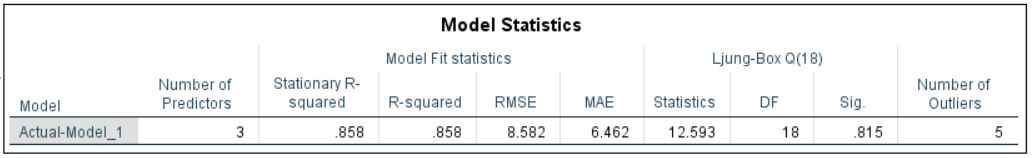 Model Statistics
Model Fit statistics Ljung-Box Q(18)
Model Number of Predictors Stationary R-squared R-squared RMSE MAE Statistics DF Sig. Number of Outliers
Actual-Model_1 3 .858 .858 8.582 6.462 12.593 18 .815 5